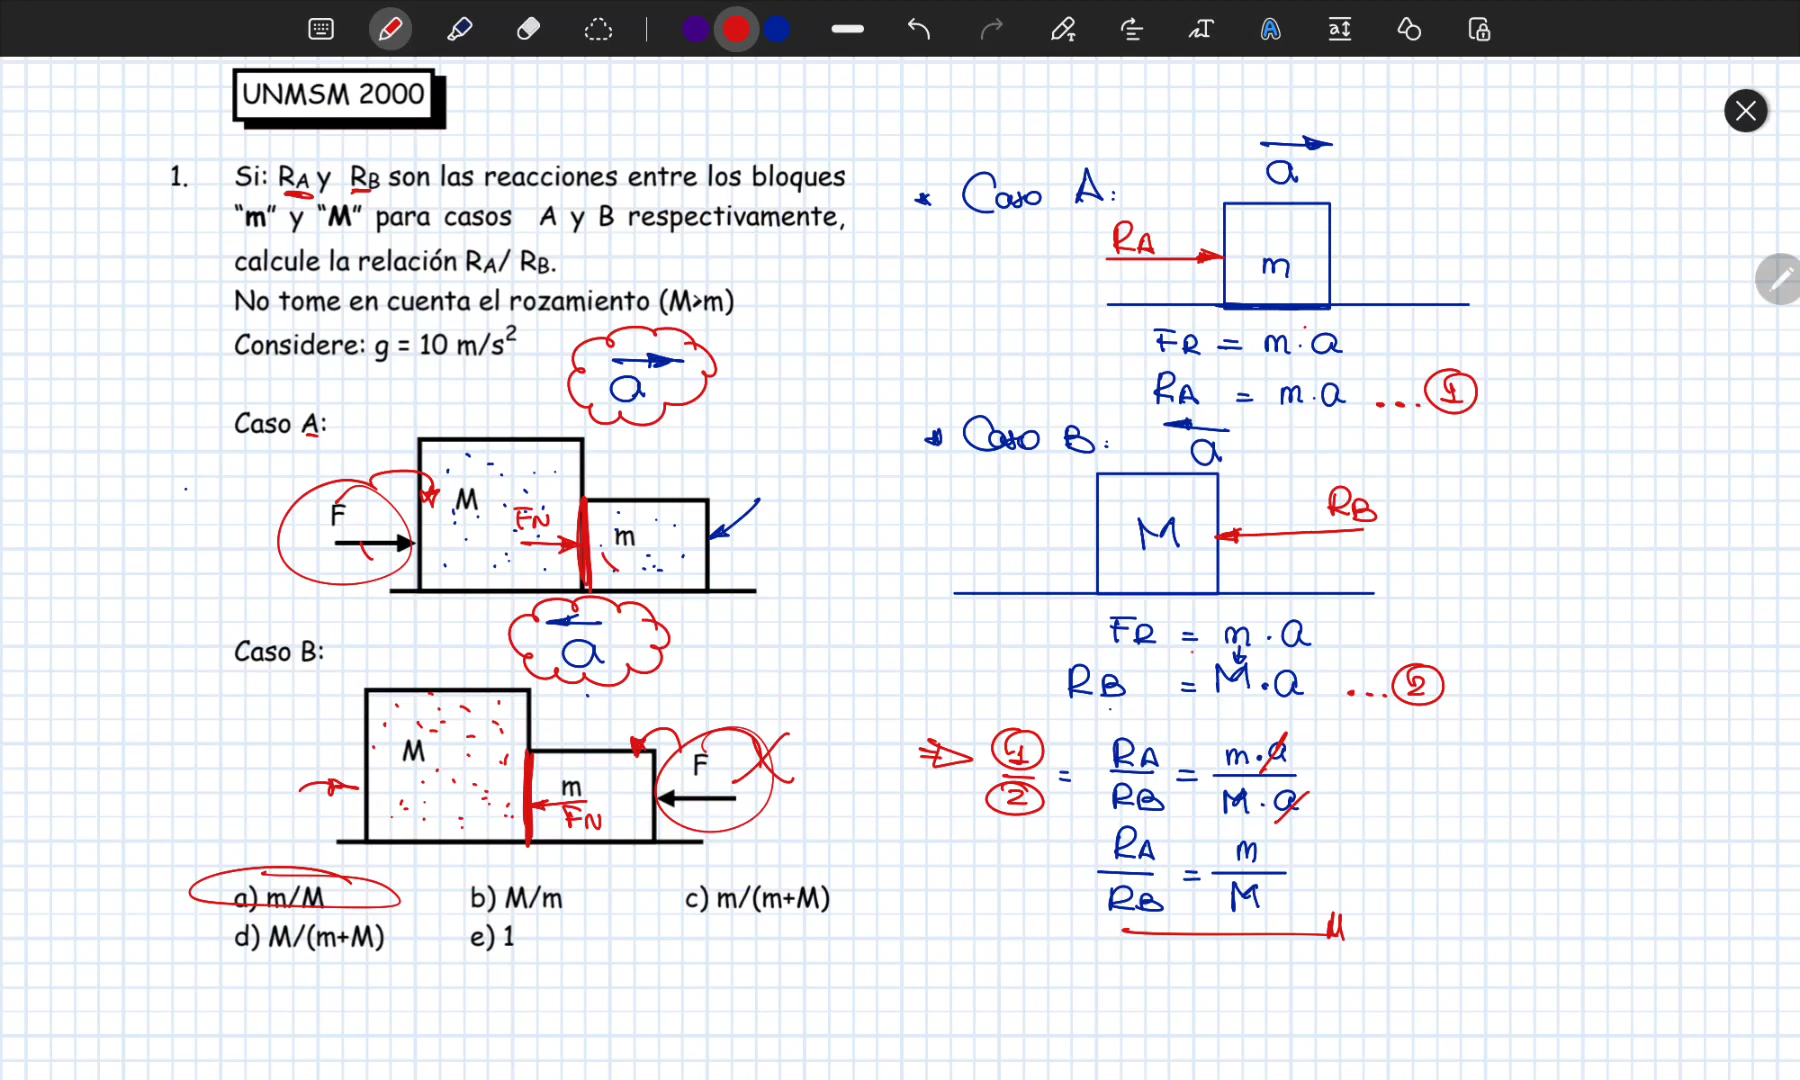 UNMSM 2000
1. Si: RA y RB son las reacciones entre los bloques
"m" y "M" para casos A y B respectivamente,
calcule la relación RA/ RB.
No tome en cuenta el rozamiento (M>m)
Considere: g = 10 m/s²
a
Caso A:
F
M
FN
m
a
Caso B:
M
m
FN
F
a) m/M b) M/m c) m/(m+M)
d) M/(m+M) e) 1
a
* Caso A:
RA
m
FR = m.a
RA = m.a ... 1
* Caso B:
a
M
RB
FR = m.a
RB = M.a ... 2
1/2 = RA/RB = m.a/M.a
RA/RB = m/M